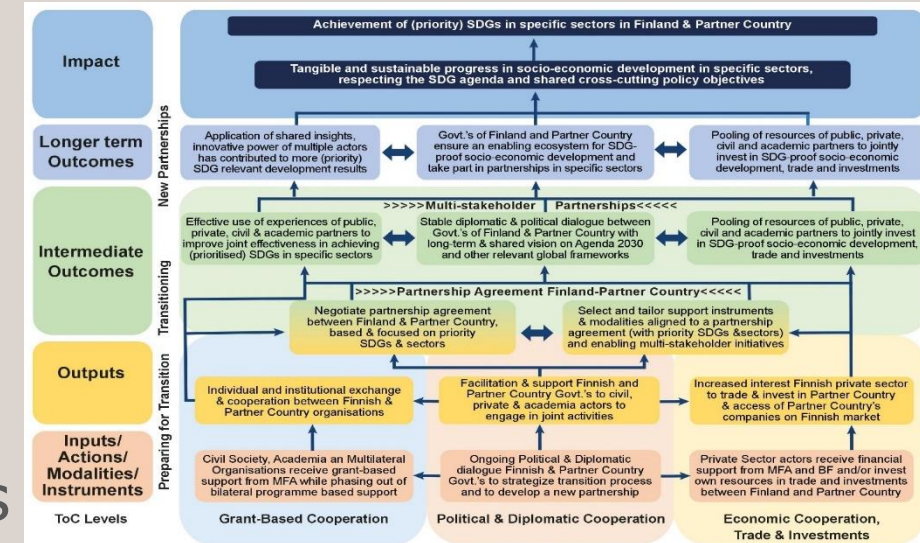 Achievement of (priority) SDGs in specific sectors in Finland & Partner Country
Impact
Tangible and sustainable progress in socio-economic development in specific sectors,
respecting the SDG agenda and shared cross-cutting policy objectives
New Partnerships
Longer term
Outcomes
Application of shared insights,
innovative power of multiple actors
has contributed to more (priority)
SDG relevant development results
Govt.'s of Finland and Partner Country
ensure an enabling ecosystem for SDG-
proof socio-economic development and
take part in partnerships in specific sectors
Pooling of resources of public, private,
civil and academic partners to jointly
invest in SDG-proof socio-economic
development, trade and investments
>>>>>Multi-stakeholder Partnerships<<<<<
Intermediate
Outcomes
Effective use of experiences of public,
private, civil & academic partners to
improve joint effectiveness in achieving
(prioritised) SDGs in specific sectors
Stable diplomatic & political dialogue between
Govt.'s of Finland & Partner Country with
long-term & shared vision on Agenda 2030
and other relevant global frameworks
Pooling of resources of public, private,
civil and academic partners to jointly invest
in SDG-proof socio-economic development,
trade and investments
Transitioning
>>>>>Partnership Agreement Finland-Partner Country<<<<<
Negotiate partnership agreement
between Finland & Partner Country,
based & focused on priority
SDGs & sectors
Select and tailor support instruments
& modalities aligned to a partnership
agreement (with priority SDGs &sectors)
and enabling multi-stakeholder initiatives
Preparing for Transition
Outputs
Individual and institutional exchange
& cooperation between Finnish &
Partner Country organisations
Facilitation & support Finnish and
Partner Country Govt.'s to civil,
private & academia actors to
engage in joint activities
Increased interest Finnish private sector
to trade & invest in Partner Country
& access of Partner Country's
companies on Finnish market
Inputs/
Actions/
Modalities/
Instruments
Civil Society, Academia an Multilateral
Organisations receive grant-based
support from MFA while phasing out of
bilateral programme based support
Ongoing Political & Diplomatic
dialogue Finnish & Partner Country
Govt.'s to strategize transition process
and to develop a new partnership
Private Sector actors receive financial
support from MFA and BF and/or invest
own resources in trade and investments
between Finland and Partner Country
s
ToC Levels
Grant-Based Cooperation
Political & Diplomatic Cooperation
Economic Cooperation,
Trade & Investments